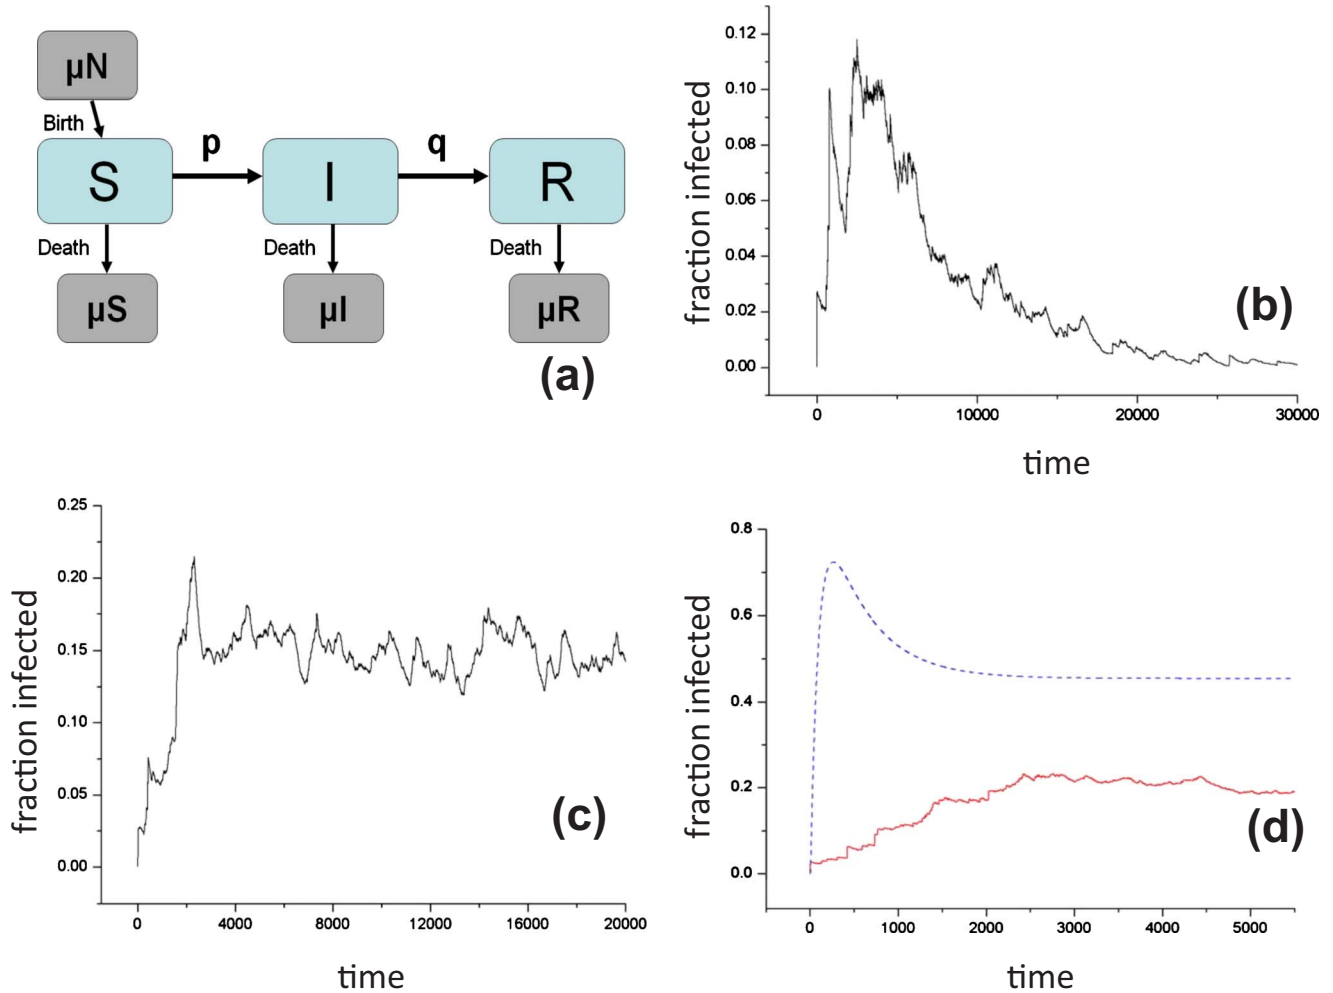 μN
Birth
p
q
S
I
R
Death
Death
Death
μS
μI
μR
(a)
fraction infected
0.12
0.10
0.08
0.06
0.04
0.02
0.00
(b)
0
10000
20000
30000
time
fraction infected
0.25
0.20
0.15
0.10
0.05
0.00
(c)
0
4000
8000
12000
16000
20000
time
fraction infected
0.8
0.6
0.4
0.2
0.0
(d)
0
1000
2000
3000
4000
5000
time